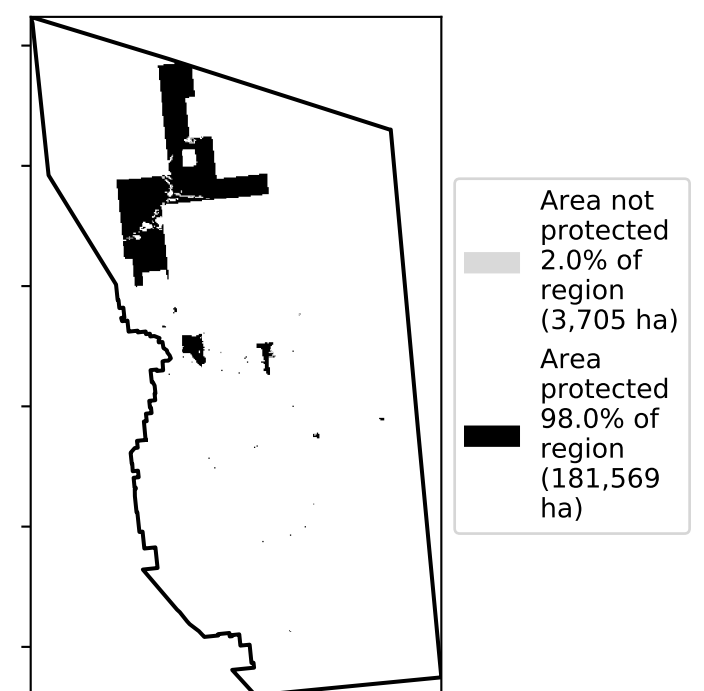 Area not
protected
2.0% of
region
(3,705 ha)
Area
protected
98.0% of
region
(181,569
ha)